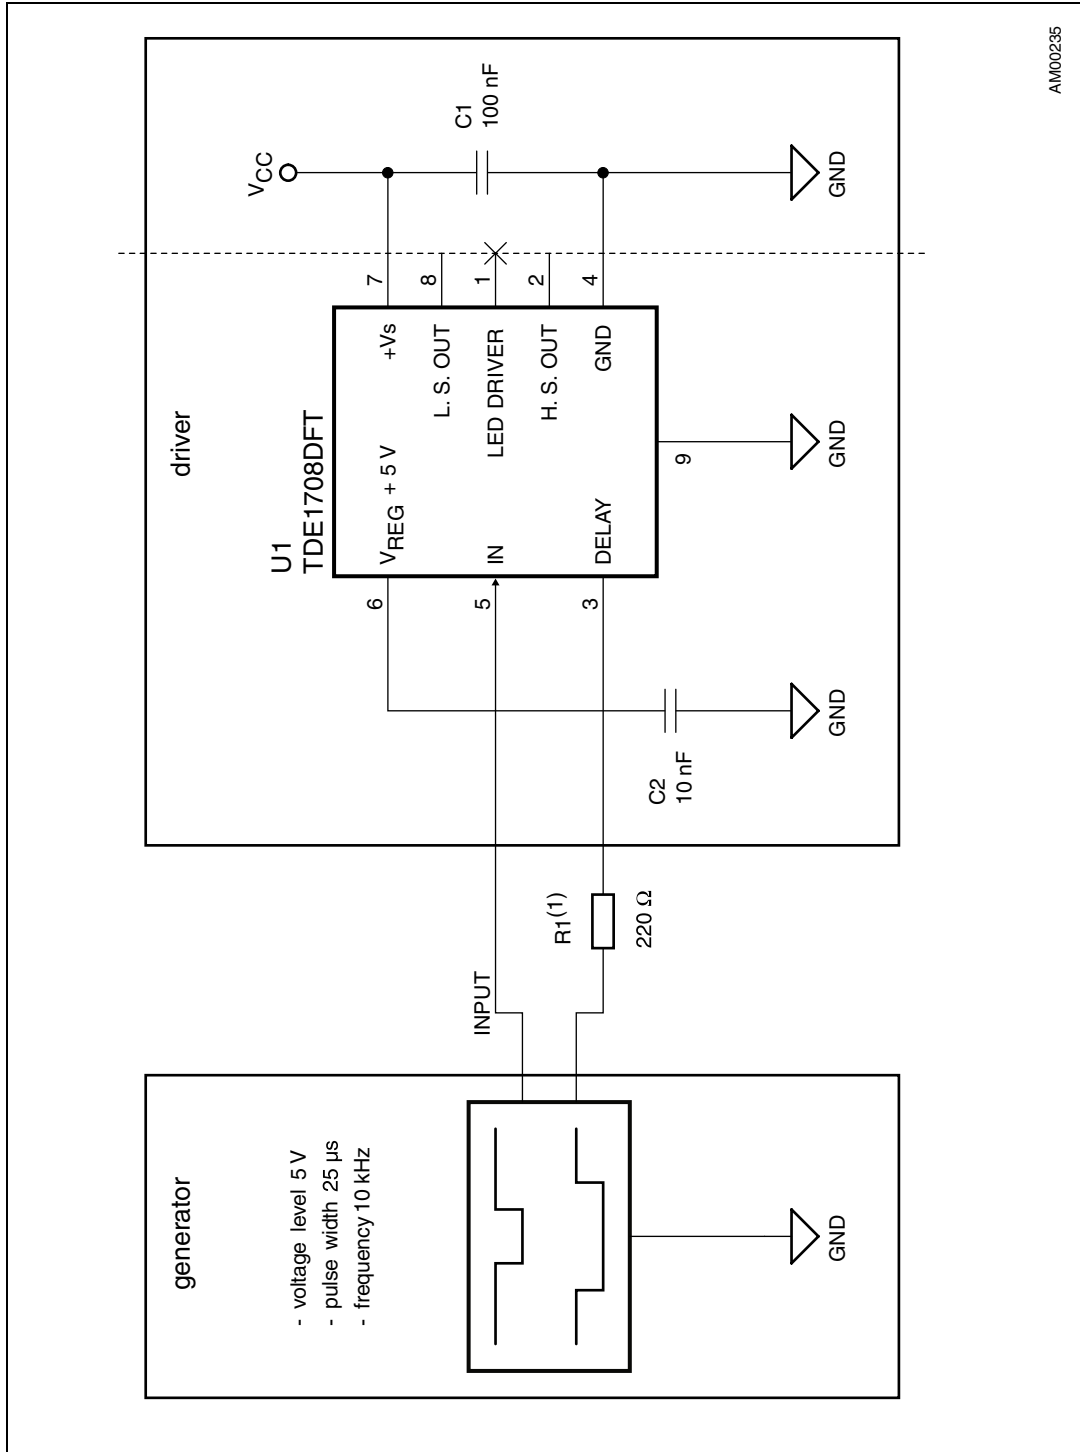 AM00235
generator
- voltage level 5 V
- pulse width 25 µs
- frequency 10 kHz
GND
INPUT
R1(1)
220 Ω
driver
U1
TDE1708DFT
6
5
3
VREG + 5 V
IN
DELAY
+Vs
L. S. OUT
LED DRIVER
H. S. OUT
GND
7
8
1
2
4
9
C2
10 nF
GND
GND
VCC
C1
100 nF
GND